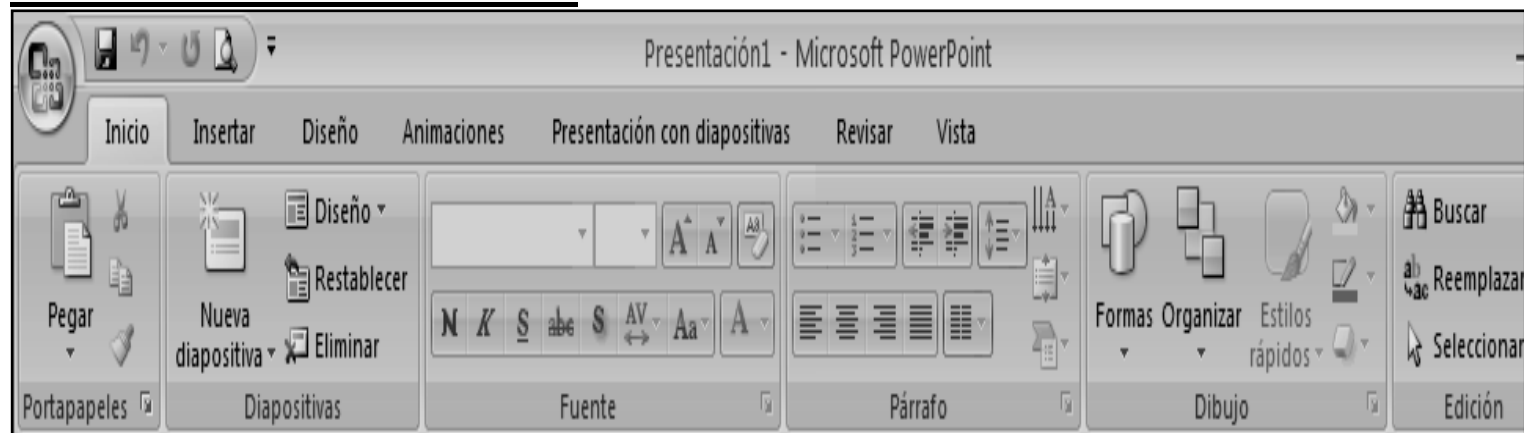 Presentación1 - Microsoft PowerPoint
Inicio Insertar Diseño Animaciones Presentación con diapositivas Revisar Vista
Pegar
Portapapeles
Nueva diapositiva
Diseño
Restablecer
Eliminar
Diapositivas
A A Aa
N K S abc S AV Aa A
Fuente
Párrafo
Formas
Organizar
Estilos rápidos
Dibujo
Buscar
Reemplazar
Seleccionar
Edición